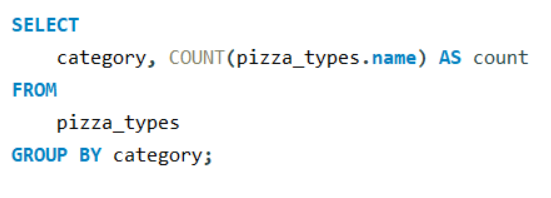 SELECT
category, COUNT(pizza_types.name) AS count
FROM
pizza_types
GROUP BY category;